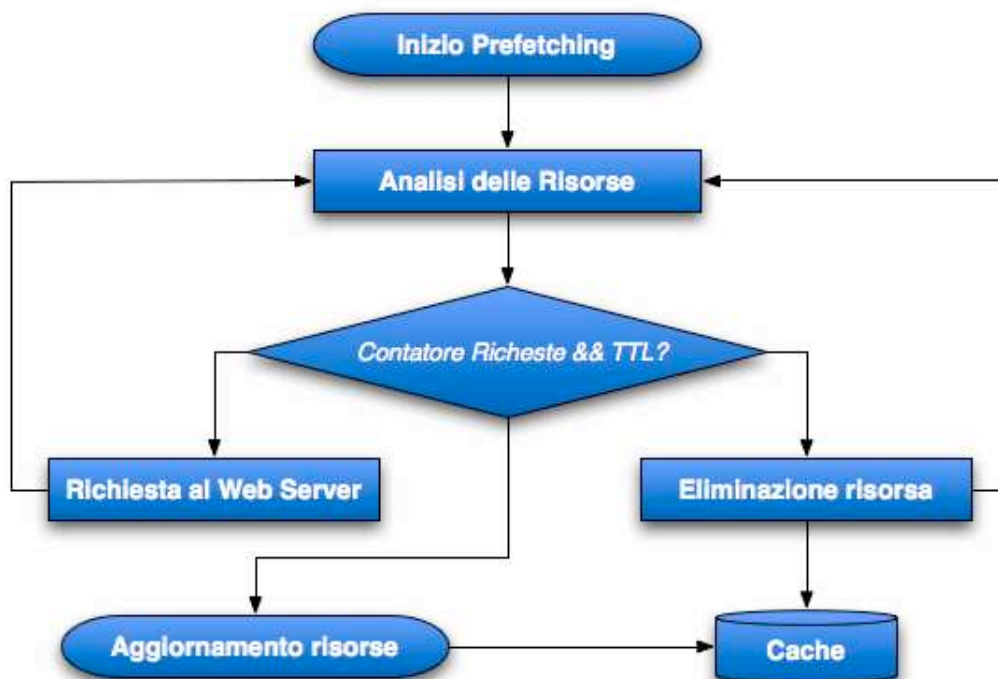 Inizio Prefetching
Analisi delle Risorse
Contatore Richeste && TTL?
Richiesta al Web Server
Eliminazione risorsa
Aggiornamento risorse
Cache